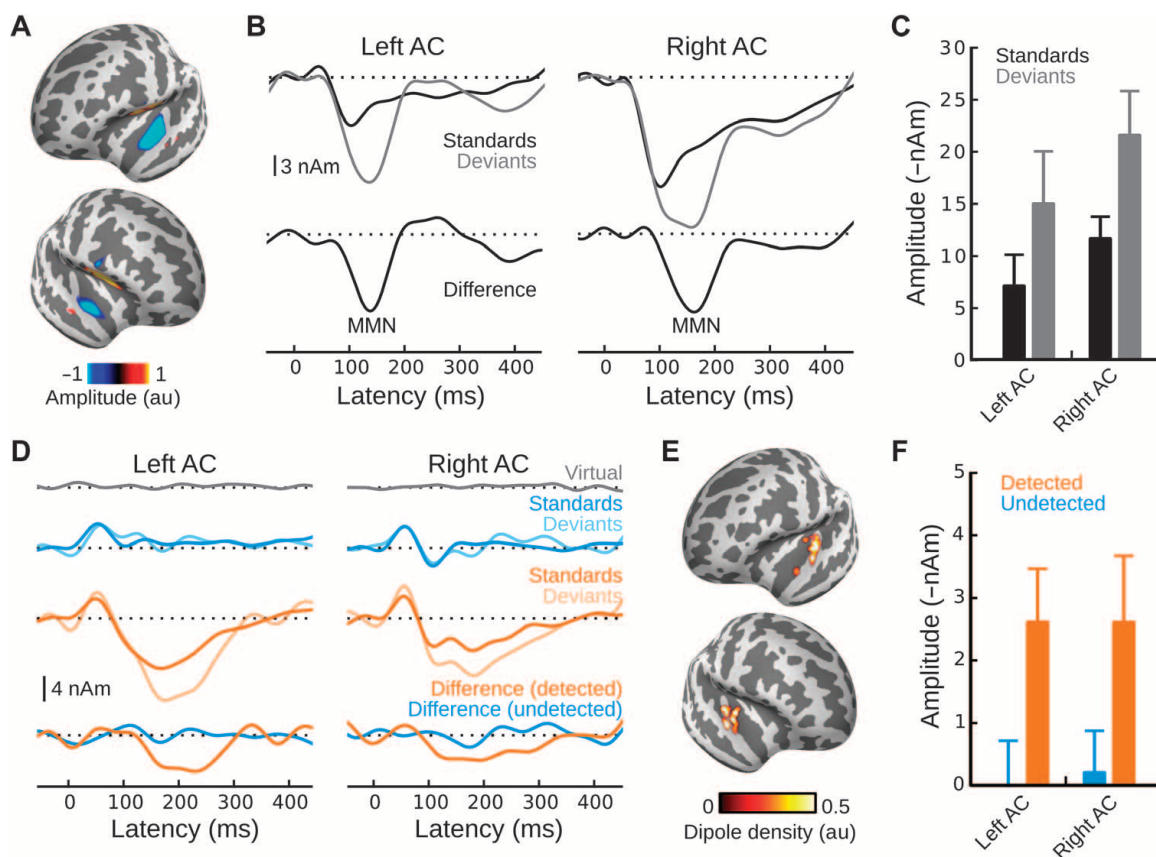 A
−1 1
Amplitude (au)
B
Left AC
Right AC
3 nAm
Standards
Deviants
Difference
MMN
MMN
0 100 200 300 400
0 100 200 300 400
Latency (ms)
Latency (ms)
C
Standards
Deviants
Amplitude (−nAm)
30
25
20
15
10
5
0
Left AC
Right AC
D
Left AC
Right AC
Virtual
Standards
Deviants
Standards
Deviants
4 nAm
Difference (detected)
Difference (undetected)
0 100 200 300 400
0 100 200 300 400
Latency (ms)
Latency (ms)
E
0 0.5
Dipole density (au)
F
Detected
Undetected
Amplitude (−nAm)
5
4
3
2
1
0
Left AC
Right AC